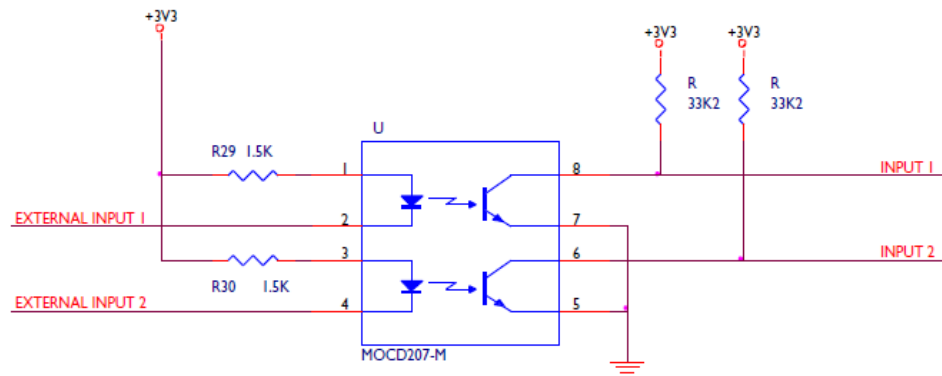 +3V3
+3V3
+3V3
R
33K2
R
33K2
U
R29 1.5K
1
8
INPUT 1
EXTERNAL INPUT 1
2
7
3
6
INPUT 2
R30 1.5K
EXTERNAL INPUT 2
4
5
MOCD207-M